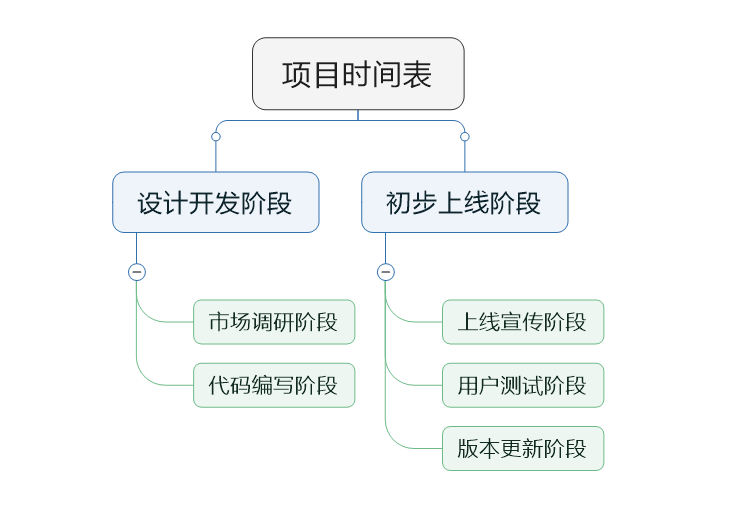 项目时间表
设计开发阶段
初步上线阶段
市场调研阶段
上线宣传阶段
代码编写阶段
用户测试阶段
版本更新阶段